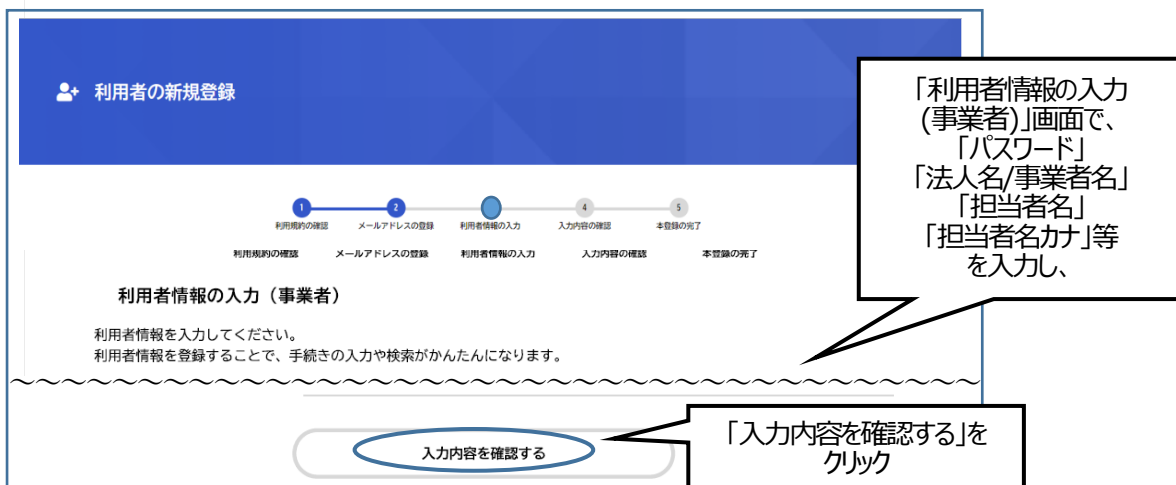 利用者の新規登録
「利用者情報の入力
(事業者)」画面で、
「パスワード」
「法人名/事業者名」
「担当者名」
「担当者名カナ」等
を入力し、
1
2
4
5
利用規約の確認
メールアドレスの登録
利用者情報の入力
入力内容の確認
本登録の完了
利用規約の確認
メールアドレスの登録
利用者情報の入力
入力内容の確認
本登録の完了
利用者情報の入力（事業者）
利用者情報を入力してください。
利用者情報を登録することで、手続きの入力や検索がかんたんになります。
入力内容を確認する
「入力内容を確認する」を
クリック